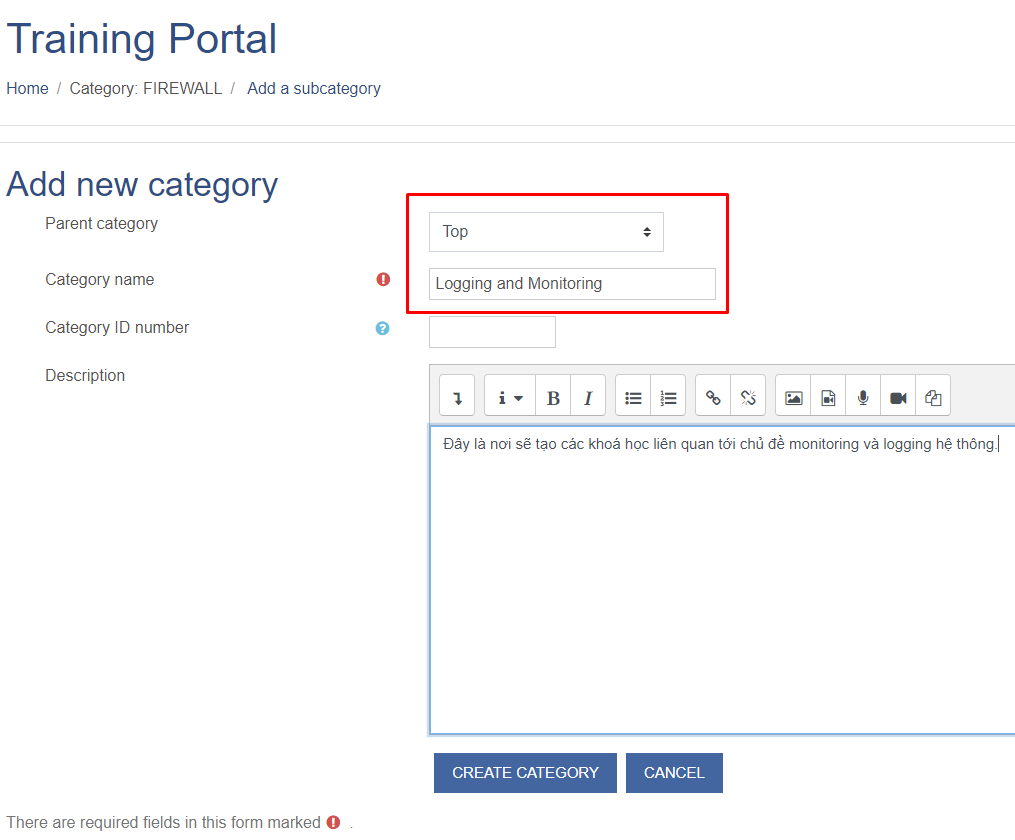 Training Portal
Home / Category: FIREWALL / Add a subcategory
Add new category
Parent category
Top
Category name
Logging and Monitoring
Category ID number
Description
B I
Đây là nơi sẽ tạo các khoá học liên quan tới chủ đề monitoring và logging hệ thông.
CREATE CATEGORY
CANCEL
There are required fields in this form marked .